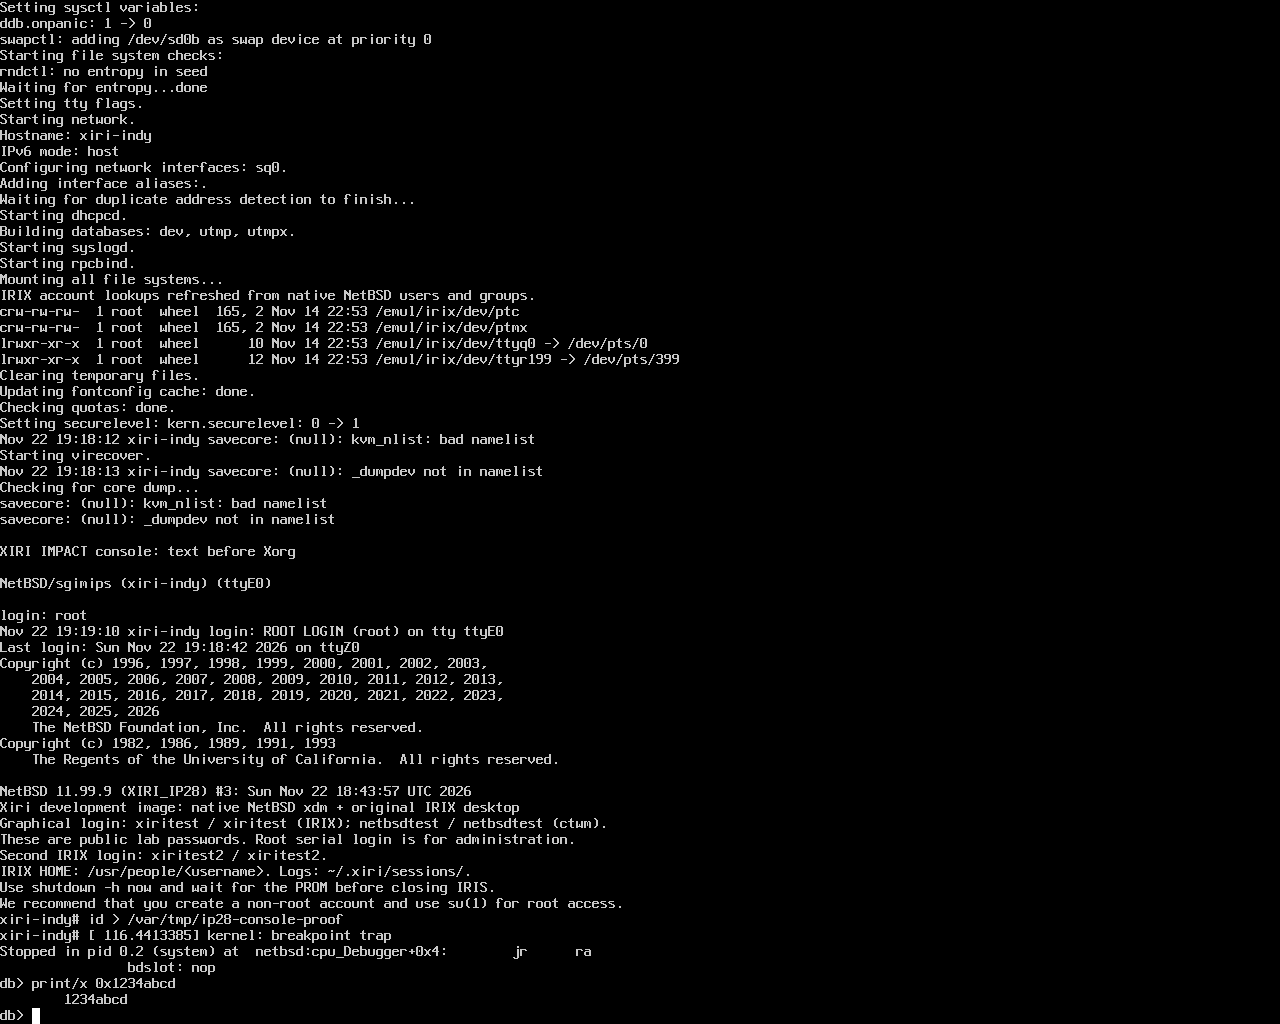 Setting sysctl variables:
ddb.onpanic: 1 -> 0
swapctl: adding /dev/sd0b as swap device at priority 0
Starting file system checks:
rndctl: no entropy in seed
Waiting for entropy...done
Setting tty flags.
Starting network.
Hostname: xiri-indy
IPv6 mode: host
Configuring network interfaces: sq0.
Adding interface aliases:.
Waiting for duplicate address detection to finish...
Starting dhcpcd.
Building databases: dev, utmp, utmpx.
Starting syslogd.
Starting rpcbind.
Mounting all file systems...
IRIX account lookups refreshed from native NetBSD users and groups.
crw-rw-rw-  1 root  wheel  165, 2 Nov 14 22:53 /emul/irix/dev/ptc
crw-rw-rw-  1 root  wheel  165, 2 Nov 14 22:53 /emul/irix/dev/ptmx
lrwxr-xr-x  1 root  wheel      10 Nov 14 22:53 /emul/irix/dev/ttyq0 -> /dev/pts/0
lrwxr-xr-x  1 root  wheel      12 Nov 14 22:53 /emul/irix/dev/ttyr199 -> /dev/pts/399
Clearing temporary files.
Updating fontconfig cache: done.
Checking quotas: done.
Setting securelevel: kern.securelevel: 0 -> 1
Nov 22 19:18:12 xiri-indy savecore: (null): kvm_nlist: bad namelist
Starting virecover.
Nov 22 19:18:13 xiri-indy savecore: (null): _dumpdev not in namelist
Checking for core dump...
savecore: (null): kvm_nlist: bad namelist
savecore: (null): _dumpdev not in namelist
XIRI IMPACT console: text before Xorg
NetBSD/sgimips (xiri-indy) (ttyE0)
login: root
Nov 22 19:19:10 xiri-indy login: ROOT LOGIN (root) on tty ttyE0
Last login: Sun Nov 22 19:18:42 2026 on ttyZ0
Copyright (c) 1996, 1997, 1998, 1999, 2000, 2001, 2002, 2003,
    2004, 2005, 2006, 2007, 2008, 2009, 2010, 2011, 2012, 2013,
    2014, 2015, 2016, 2017, 2018, 2019, 2020, 2021, 2022, 2023,
    2024, 2025, 2026
    The NetBSD Foundation, Inc.  All rights reserved.
Copyright (c) 1982, 1986, 1989, 1991, 1993
    The Regents of the University of California.  All rights reserved.
NetBSD 11.99.9 (XIRI_IP28) #3: Sun Nov 22 18:43:57 UTC 2026
Xiri development image: native NetBSD xdm + original IRIX desktop
Graphical login: xiritest / xiritest (IRIX); netbsdtest / netbsdtest (ctwm).
These are public lab passwords. Root serial login is for administration.
Second IRIX login: xiritest2 / xiritest2.
IRIX HOME: /usr/people/<username>. Logs: ~/.xiri/sessions/.
Use shutdown -h now and wait for the PROM before closing IRIS.
We recommend that you create a non-root account and use su(1) for root access.
xiri-indy# id > /var/tmp/ip28-console-proof
xiri-indy# [ 116.4413385] kernel: breakpoint trap
Stopped in pid 0.2 (system) at  netbsd:cpu_Debugger+0x4:        jr      ra
                bdslot: nop
db> print/x 0x1234abcd
        1234abcd
db>